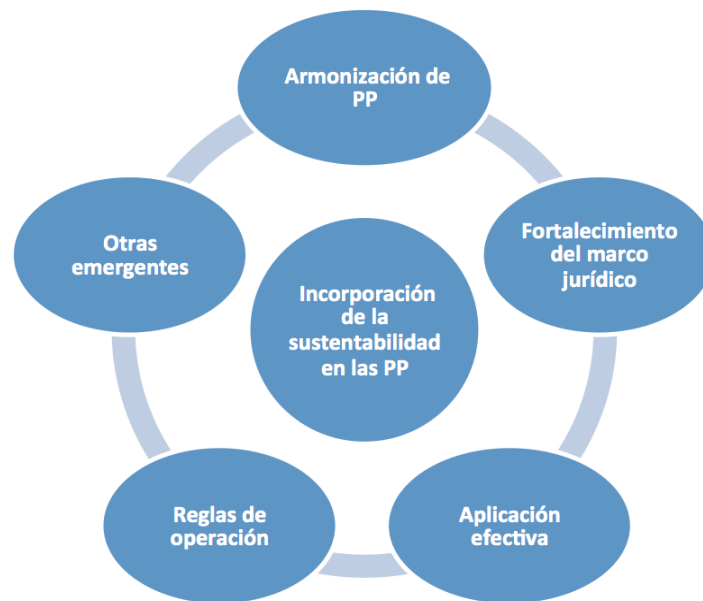 Armonización de
PP
Fortalecimiento
del marco
jurídico
Aplicación
efectiva
Reglas de
operación
Otras
emergentes
Incorporación
de la
sustentabilidad
en las PP